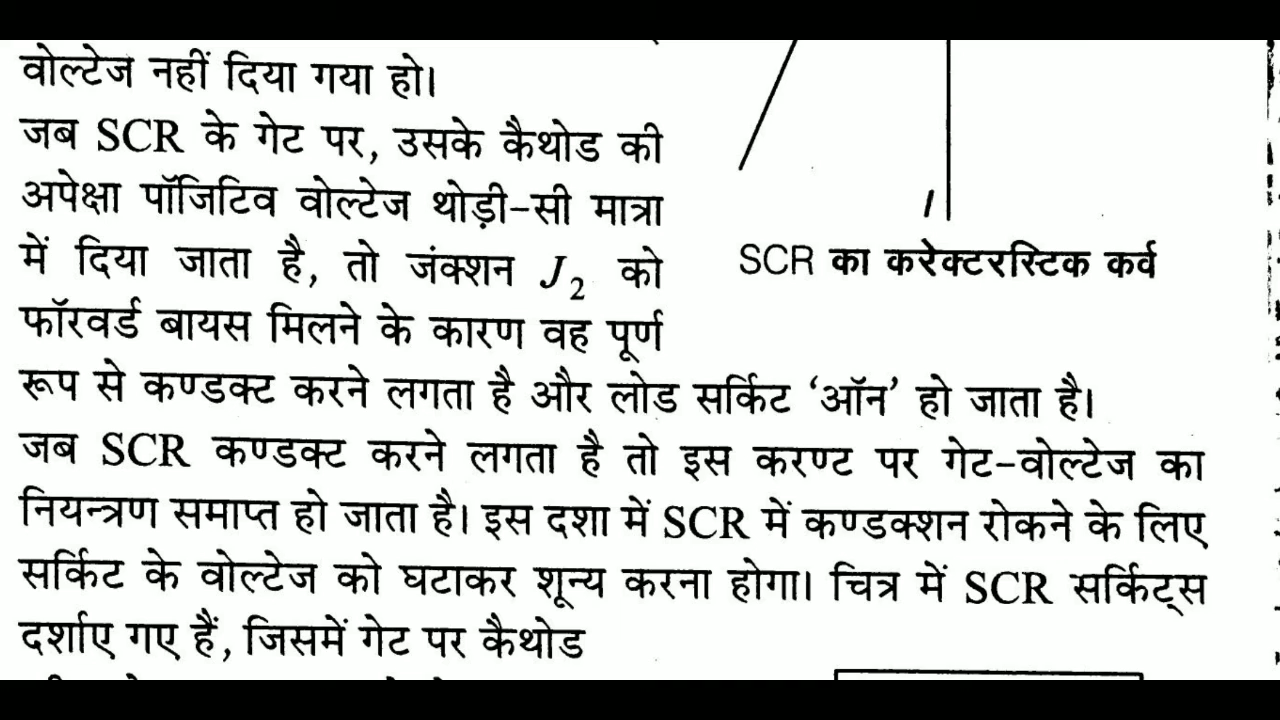 वोल्टेज नहीं दिया गया हो।
जब SCR के गेट पर, उसके कैथोड की
अपेक्षा पॉजिटिव वोल्टेज थोड़ी-सी मात्रा
में दिया जाता है, तो जंक्शन J2 को
फॉरवर्ड बायस मिलने के कारण वह पूर्ण
SCR का करेक्टरस्टिक कर्व
रूप से कण्डक्ट करने लगता है और लोड सर्किट ‘ऑन’ हो जाता है।
जब SCR कण्डक्ट करने लगता है तो इस करण्ट पर गेट-वोल्टेज का
नियन्त्रण समाप्त हो जाता है। इस दशा में SCR में कण्डक्शन रोकने के लिए
सर्किट के वोल्टेज को घटाकर शून्य करना होगा। चित्र में SCR सर्किट्स
दर्शाए गए हैं, जिसमें गेट पर कैथोड